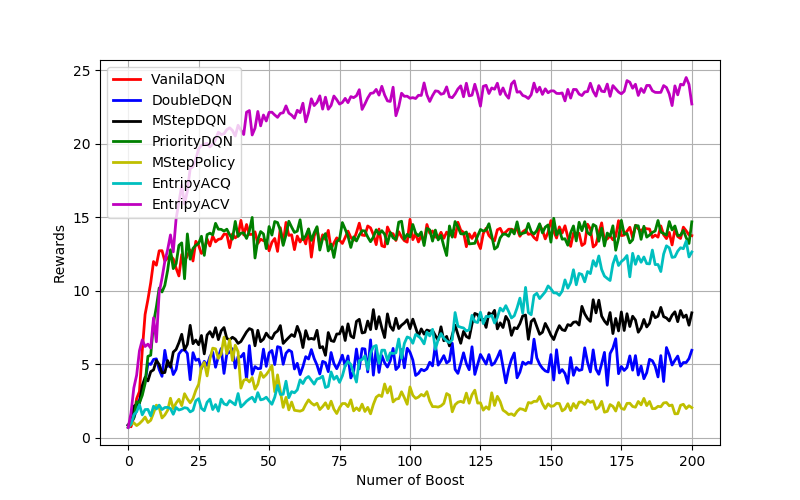 25
20
15
10
5
0
Rewards
VanilaDQN
DoubleDQN
MStepDQN
PriorityDQN
MStepPolicy
EntripyACQ
EntripyACV
0 25 50 75 100 125 150 175 200
Numer of Boost